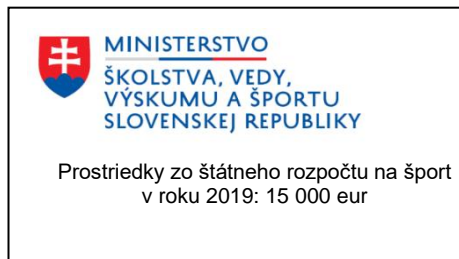 MINISTERSTVO
ŠKOLSTVA, VEDY,
VÝSKUMU A ŠPORTU
SLOVENSKEJ REPUBLIKY
Prostriedky zo štátneho rozpočtu na šport
v roku 2019: 15 000 eur